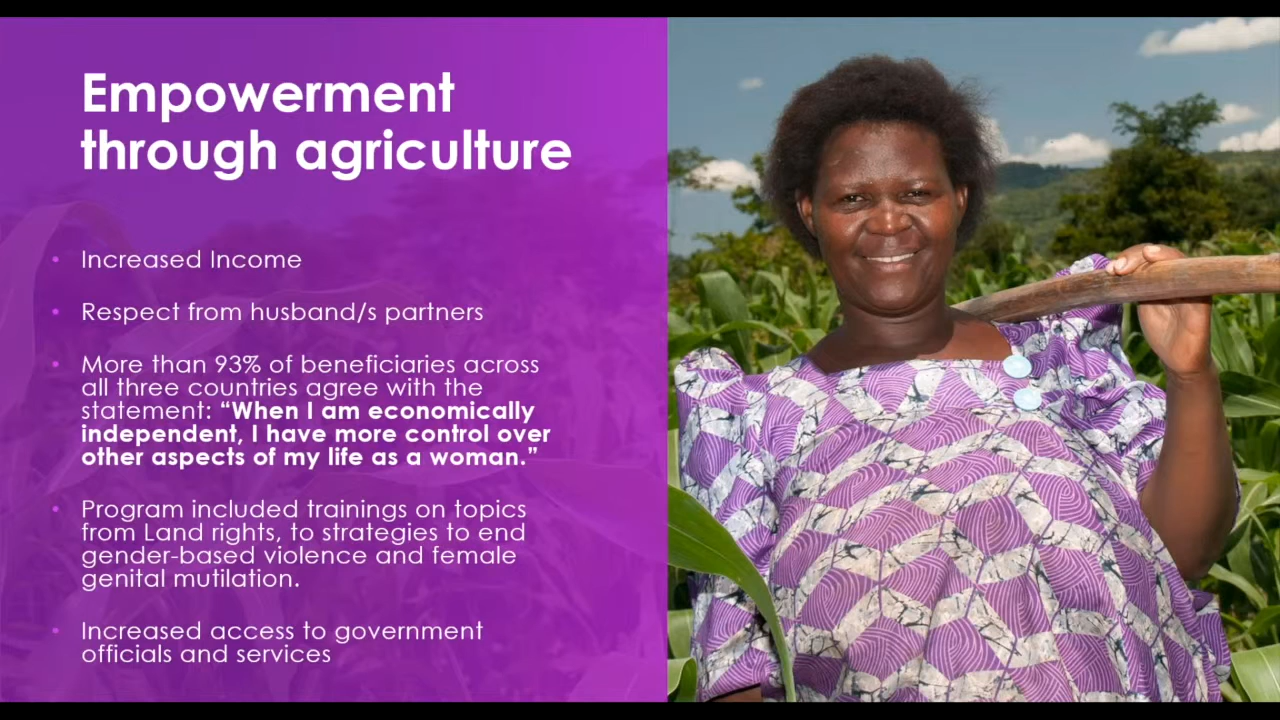 Empowerment
through agriculture
• Increased Income
• Respect from husband/s partners
• More than 93% of beneficiaries across
all three countries agree with the
statement: “When I am economically
independent, I have more control over
other aspects of my life as a woman.”
• Program included trainings on topics
from Land rights, to strategies to end
gender-based violence and female
genital mutilation.
• Increased access to government
officials and services